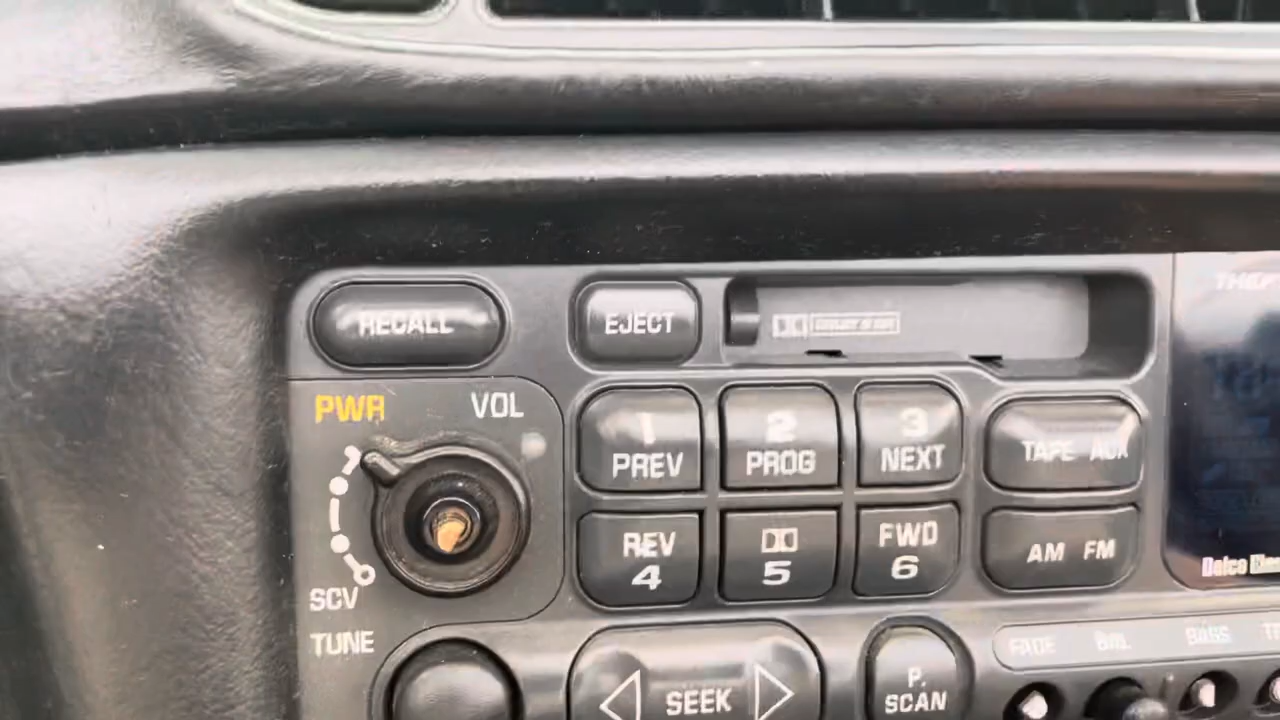 RECALL
EJECT
PWR
VOL
1
PREV
2
PROG
3
NEXT
TAPE AUX
REV
4
5
FWD
6
AM FM
SCV
TUNE
SEEK
P.
SCAN
FADE
BAL
BASS
Delco